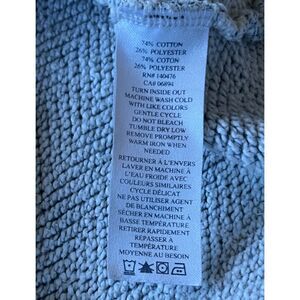 74% COTTON
26% POLYESTER
74% COTON
26% POLYESTER
RN# 140476
CA# 06894
TURN INSIDE OUT
MACHINE WASH COLD
WITH LIKE COLORS
GENTLE CYCLE
DO NOT BLEACH
TUMBLE DRY LOW
REMOVE PROMPTLY
WARM IRON WHEN
NEEDED
RETOURNER À L'ENVERS
LAVER EN MACHINE À
L'EAU FROIDE AVEC
COULEURS SIMILAIRES
CYCLE DÉLICAT
NE PAS UTILISER AGENT
DE BLANCHIMENT
SÉCHER EN MACHINE À
BASSE TEMPÉRATURE
RETIRER RAPIDEMENT
REPASSER À
TEMPÉRATURE
MOYENNE AU BESOIN